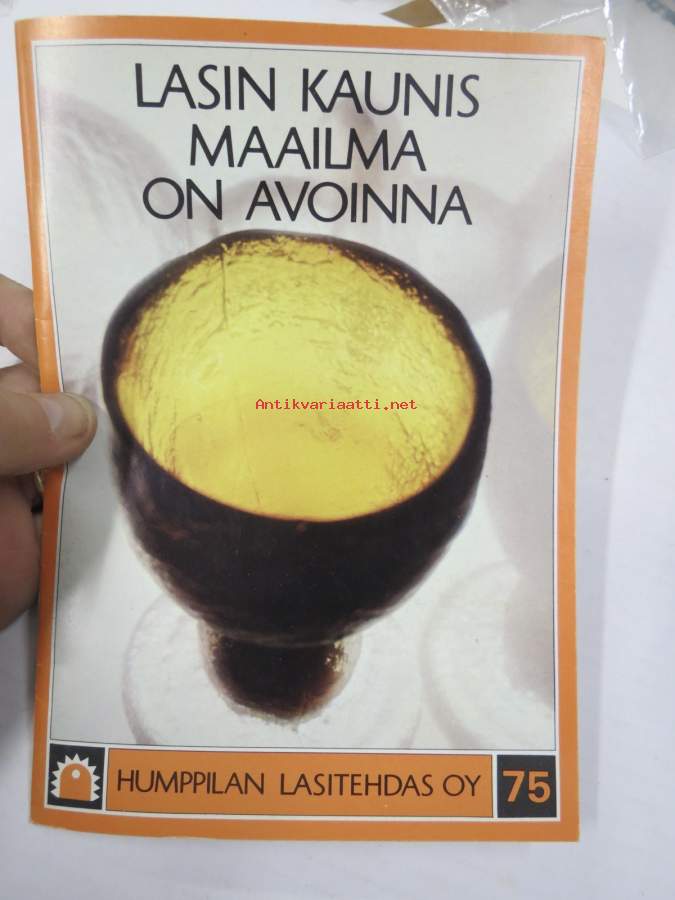 LASIN KAUNIS
MAAILMA
ON AVOINNA
Antikvariaatti.net
HUMPPILAN LASITEHDAS OY 75